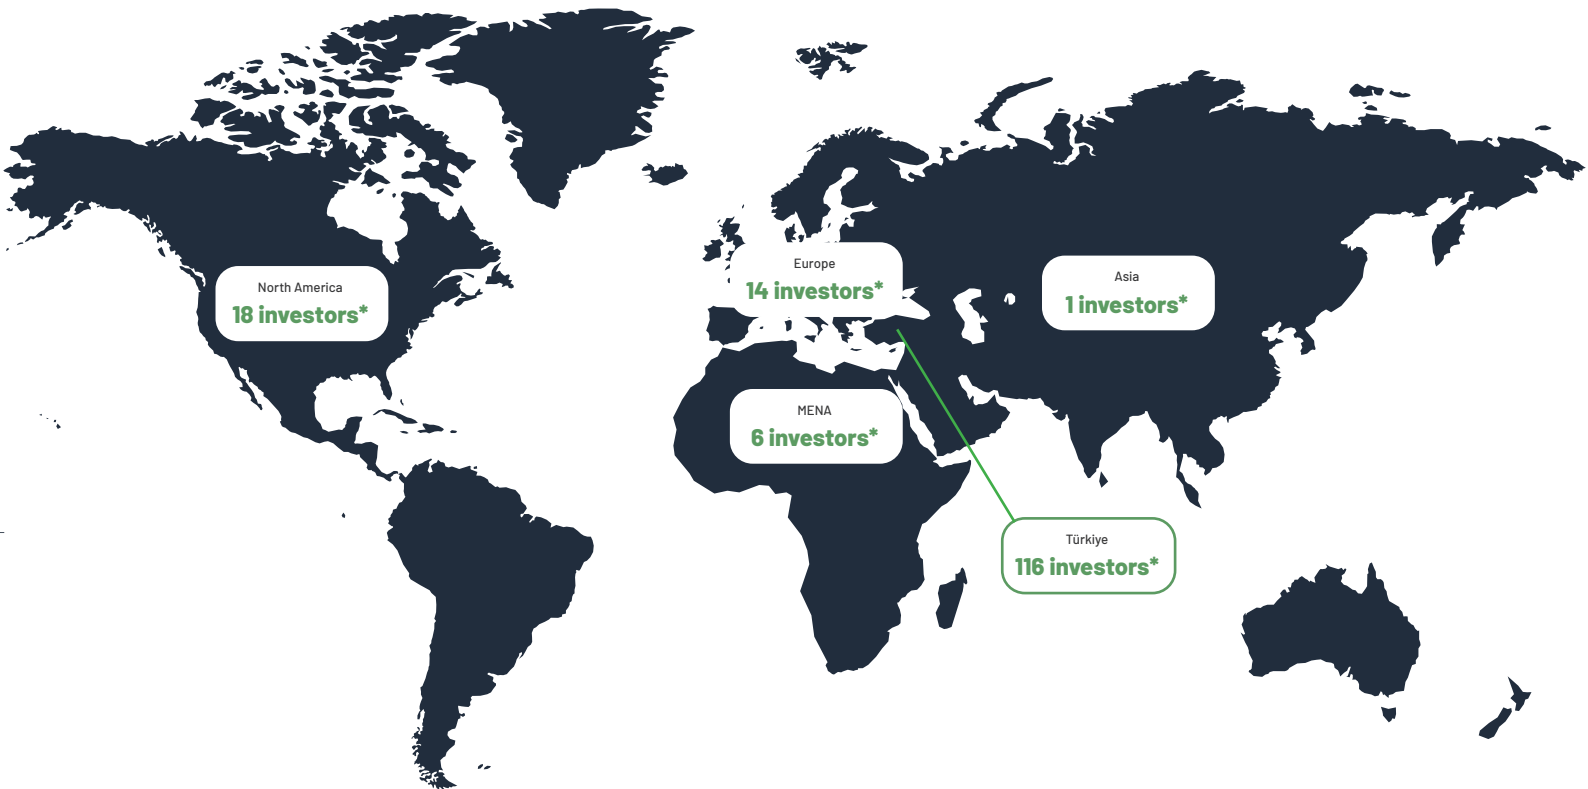 Europe
14 investors*
Asia
1 investors*
North America
18 investors*
MENA
6 investors*
Türkiye
116 investors*